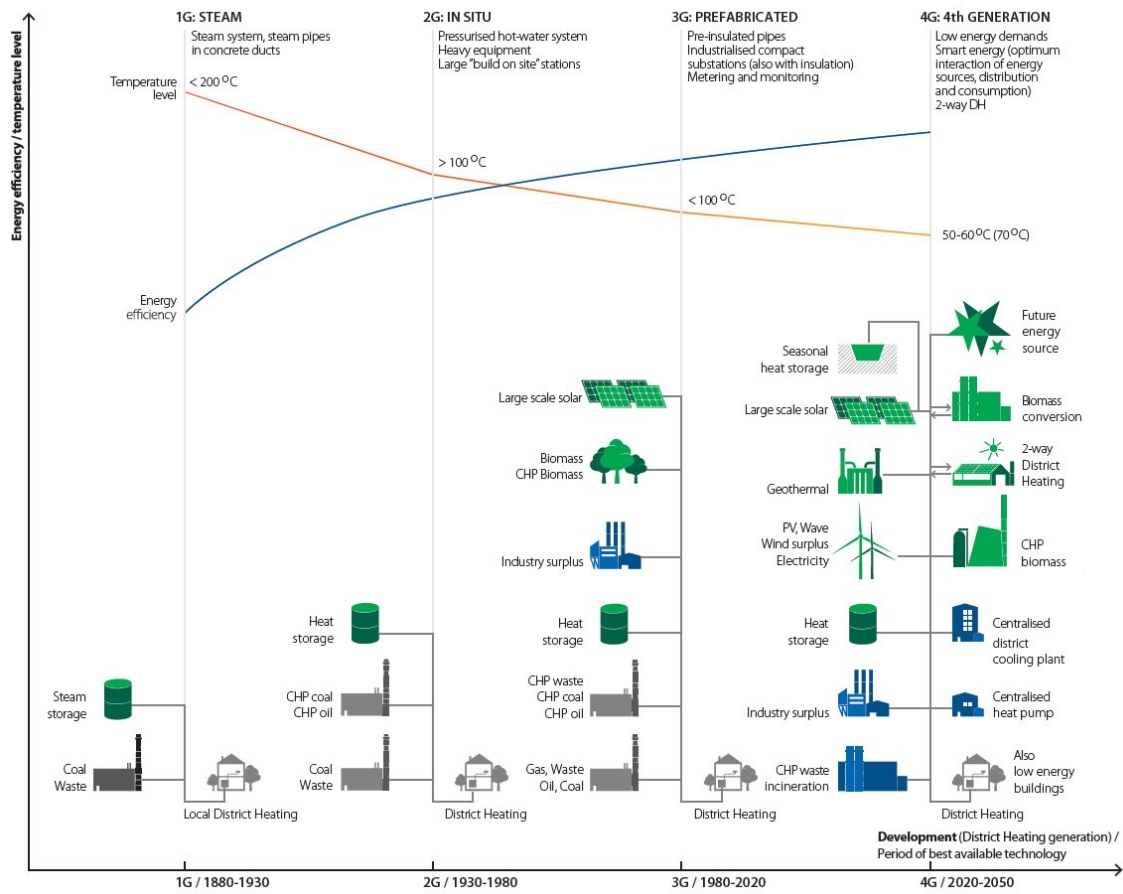 Energy efficiency / temperature level
1G: STEAM
Steam system, steam pipes
in concrete ducts
2G: IN SITU
Pressurised hot-water system
Heavy equipment
Large "build on site" stations
3G: PREFABRICATED
Pre-insulated pipes
Industrialised compact
substations (also with insulation)
Metering and monitoring
4G: 4th GENERATION
Low energy demands
Smart energy (optimum
interaction of energy
sources, distribution
and consumption)
2-way DH
Temperature
level
< 200 °C
> 100 °C
< 100 °C
50-60°C (70°C)
Energy
efficiency
Steam
storage
Coal
Waste
Local District Heating
Heat
storage
CHP coal
CHP oil
Coal
Waste
District Heating
Large scale solar
Biomass
CHP Biomass
Industry surplus
Heat
storage
CHP waste
CHP coal
CHP oil
Gas, Waste
Oil, Coal
District Heating
Seasonal
heat storage
Large scale solar
Geothermal
PV, Wave
Wind surplus
Electricity
Heat
storage
Industry surplus
CHP waste
incineration
Future
energy
source
Biomass
conversion
2-way
District
Heating
CHP
biomass
Centralised
district
cooling plant
Centralised
heat pump
Also
low energy
buildings
District Heating
Development (District Heating generation) /
Period of best available technology
1G / 1880-1930
2G / 1930-1980
3G / 1980-2020
4G / 2020-2050